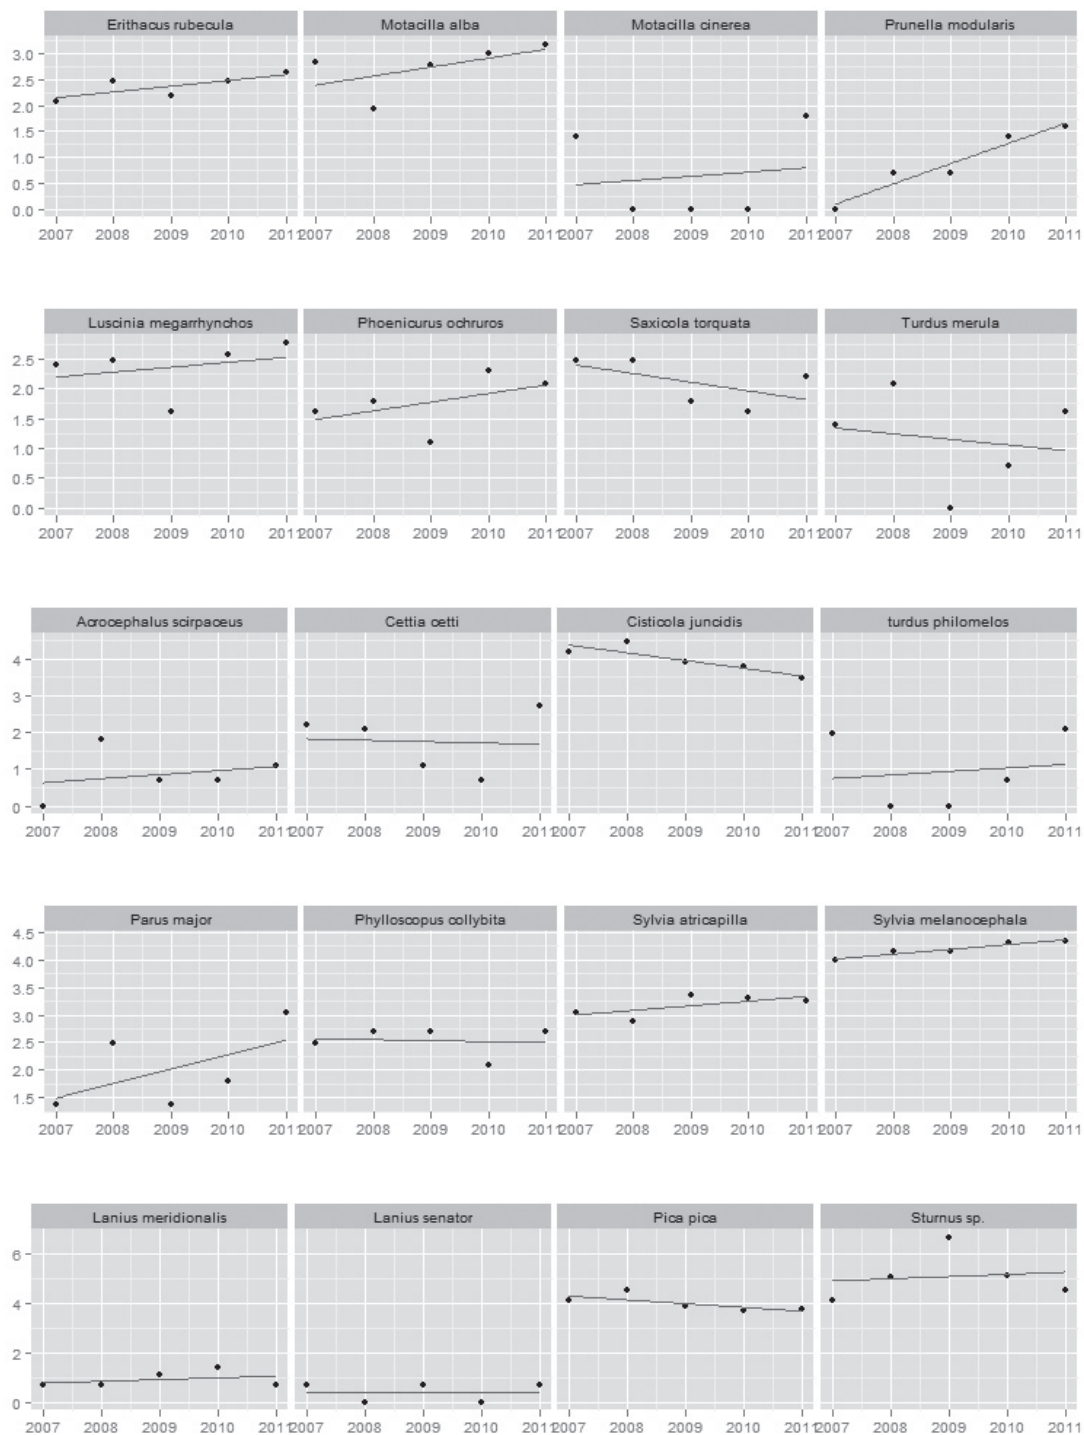 Erithacus rubecula Motacilla alba Motacilla cinerea Prunella modularis
3.0
2.5
2.0
1.5
1.0
0.5
0.0
2007 2008 2009 2010 2011 2007 2008 2009 2010 2011 2007 2008 2009 2010 2011 2007 2008 2009 2010 2011
Luscinia megarrhynchos Phoenicurus ochruros Saxicola torquata Turdus merula
2.5
2.0
1.5
1.0
0.5
0.0
2007 2008 2009 2010 2011 2007 2008 2009 2010 2011 2007 2008 2009 2010 2011 2007 2008 2009 2010 2011
Acrocephalus scirpaceus Cettia cetti Cisticola juncidis turdus philomelos
4
3
2
1
0
2007 2008 2009 2010 2011 2007 2008 2009 2010 2011 2007 2008 2009 2010 2011 2007 2008 2009 2010 2011
Parus major Phylloscopus collybita Sylvia atricapilla Sylvia melanocephala
4.5
4.0
3.5
3.0
2.5
2.0
1.5
2007 2008 2009 2010 2011 2007 2008 2009 2010 2011 2007 2008 2009 2010 2011 2007 2008 2009 2010 2011
Lanius meridionalis Lanius senator Pica pica Sturnus sp.
6
4
2
0
2007 2008 2009 2010 2011 2007 2008 2009 2010 2011 2007 2008 2009 2010 2011 2007 2008 2009 2010 2011